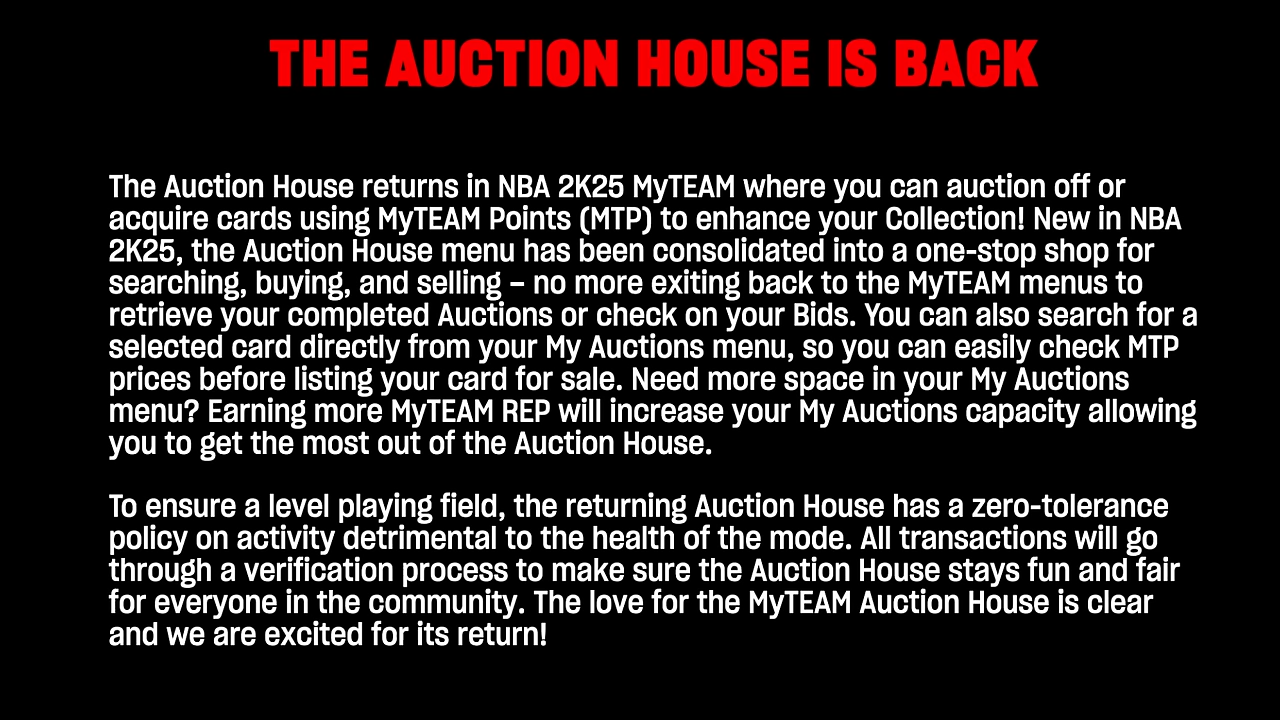 THE AUCTION HOUSE IS BACK
The Auction House returns in NBA 2K25 MyTEAM where you can auction off or
acquire cards using MyTEAM Points (MTP) to enhance your Collection! New in NBA
2K25, the Auction House menu has been consolidated into a one-stop shop for
searching, buying, and selling – no more exiting back to the MyTEAM menus to
retrieve your completed Auctions or check on your Bids. You can also search for a
selected card directly from your My Auctions menu, so you can easily check MTP
prices before listing your card for sale. Need more space in your My Auctions
menu? Earning more MyTEAM REP will increase your My Auctions capacity allowing
you to get the most out of the Auction House.
To ensure a level playing field, the returning Auction House has a zero-tolerance
policy on activity detrimental to the health of the mode. All transactions will go
through a verification process to make sure the Auction House stays fun and fair
for everyone in the community. The love for the MyTEAM Auction House is clear
and we are excited for its return!